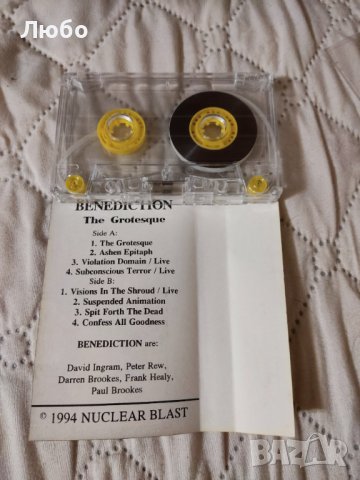 Любо
BENEDICTION
The Grotesque
Side A:
1. The Grotesque
2. Ashen Epitaph
3. Violation Domain / Live
4. Subconscious Terror / Live
Side B:
1. Visions In The Shroud / Live
2. Suspended Animation
3. Spit Forth The Dead
4. Confess All Goodness
BENEDICTION are:
David Ingram, Peter Rew,
Darren Brookes, Frank Healy,
Paul Brookes
© 1994 NUCLEAR BLAST
BAZAR